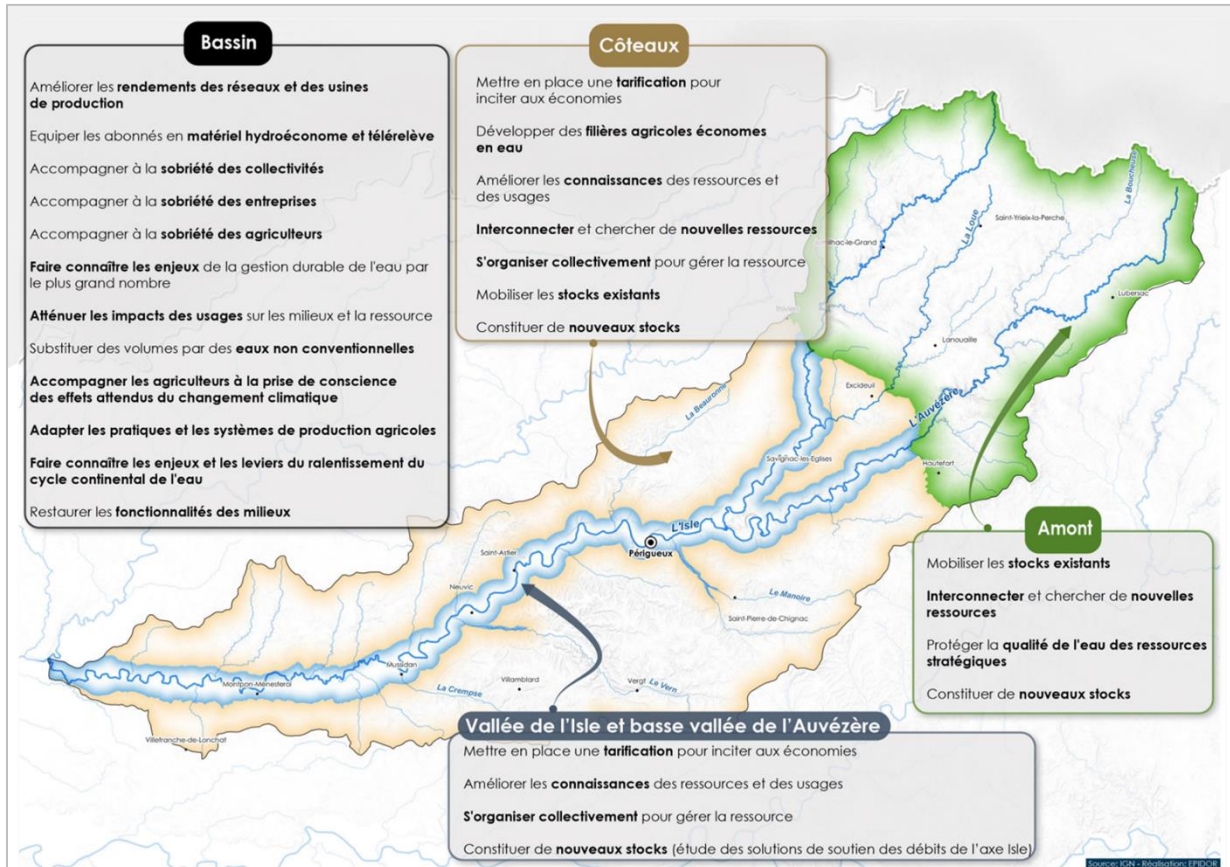 Bassin
Améliorer les rendements des réseaux et des usines
de production
Equiper les abonnés en matériel hydroéconome et télérelève
Accompagner à la sobriété des collectivités
Accompagner à la sobriété des entreprises
Accompagner à la sobriété des agriculteurs
Faire connaître les enjeux de la gestion durable de l'eau par
le plus grand nombre
Atténuer les impacts des usages sur les milieux et la ressource
Substituer des volumes par des eaux non conventionnelles
Accompagner les agriculteurs à la prise de conscience
des effets attendus du changement climatique
Adapter les pratiques et les systèmes de production agricoles
Faire connaître les enjeux et les leviers du ralentissement du
cycle continental de l'eau
Restaurer les fonctionnalités des milieux
Côteaux
Mettre en place une tarification pour
inciter aux économies
Développer des filières agricoles économes
en eau
Améliorer les connaissances des ressources et
des usages
Interconnecter et chercher de nouvelles ressources
S'organiser collectivement pour gérer la ressource
Mobiliser les stocks existants
Constituer de nouveaux stocks
La Boucheuse
La Loue
Saint-Yrieix-la-Perche
-le-Grand
Lubersac
Lanouaille
Excideuil
L'Auvézère
La Beauronne
Savignac-les-Eglises
Hautefort
L'Isle
Périgueux
Saint-Astier
Neuvic
Le Manoire
Saint-Pierre-de-Chignac
Mussidan
Montpon-Ménestérol
La Crempse
Villamblard
Vergt
Le Vern
Villefranche-de-Lonchat
Amont
Mobiliser les stocks existants
Interconnecter et chercher de nouvelles
ressources
Protéger la qualité de l'eau des ressources
stratégiques
Constituer de nouveaux stocks
Vallée de l'Isle et basse vallée de l'Auvézère
Mettre en place une tarification pour inciter aux économies
Améliorer les connaissances des ressources et des usages
S'organiser collectivement pour gérer la ressource
Constituer de nouveaux stocks (étude des solutions de soutien des débits de l'axe Isle)
Source: IGN - Réalisation: EPIDOR